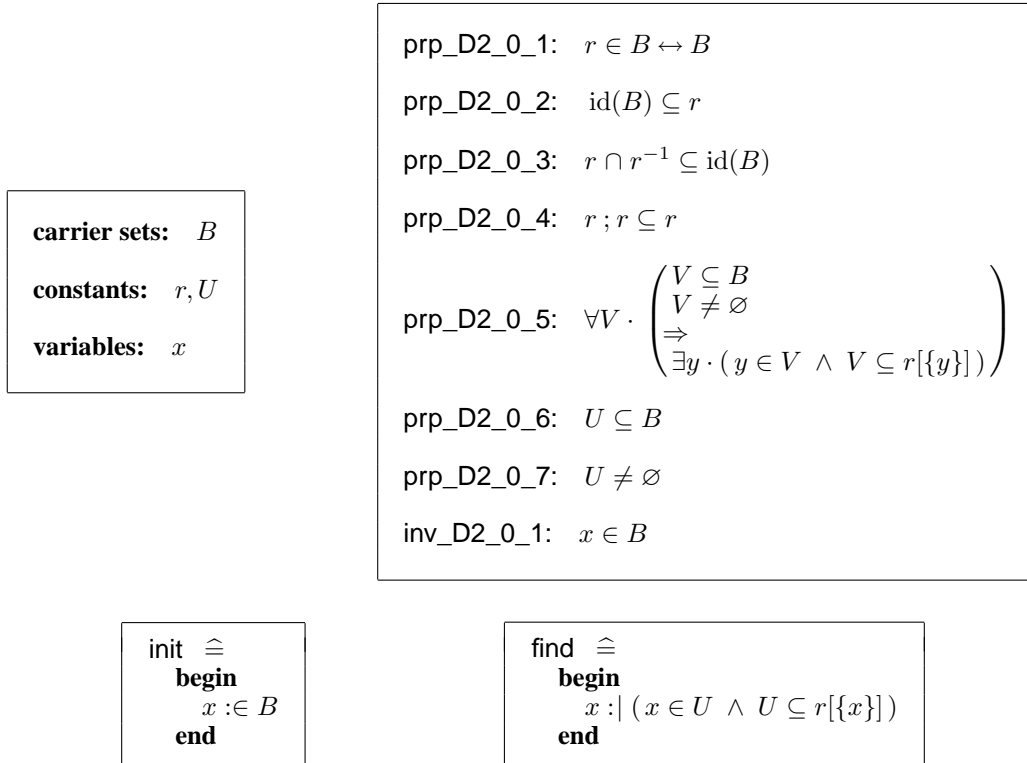 carrier sets: B
constants: r, U
variables: x
prp_D2_0_1: r ∈ B ↔ B
prp_D2_0_2: id(B) ⊆ r
prp_D2_0_3: r ∩ r⁻¹ ⊆ id(B)
prp_D2_0_4: r ; r ⊆ r
prp_D2_0_5: ∀V · (
V ⊆ B
V ≠ ∅
⇒
∃y · ( y ∈ V ∧ V ⊆ r[{y}] ) )
prp_D2_0_6: U ⊆ B
prp_D2_0_7: U ≠ ∅
inv_D2_0_1: x ∈ B
init ≙
begin
x :∈ B
end
find ≙
begin
x :| ( x ∈ U ∧ U ⊆ r[{x}] )
end